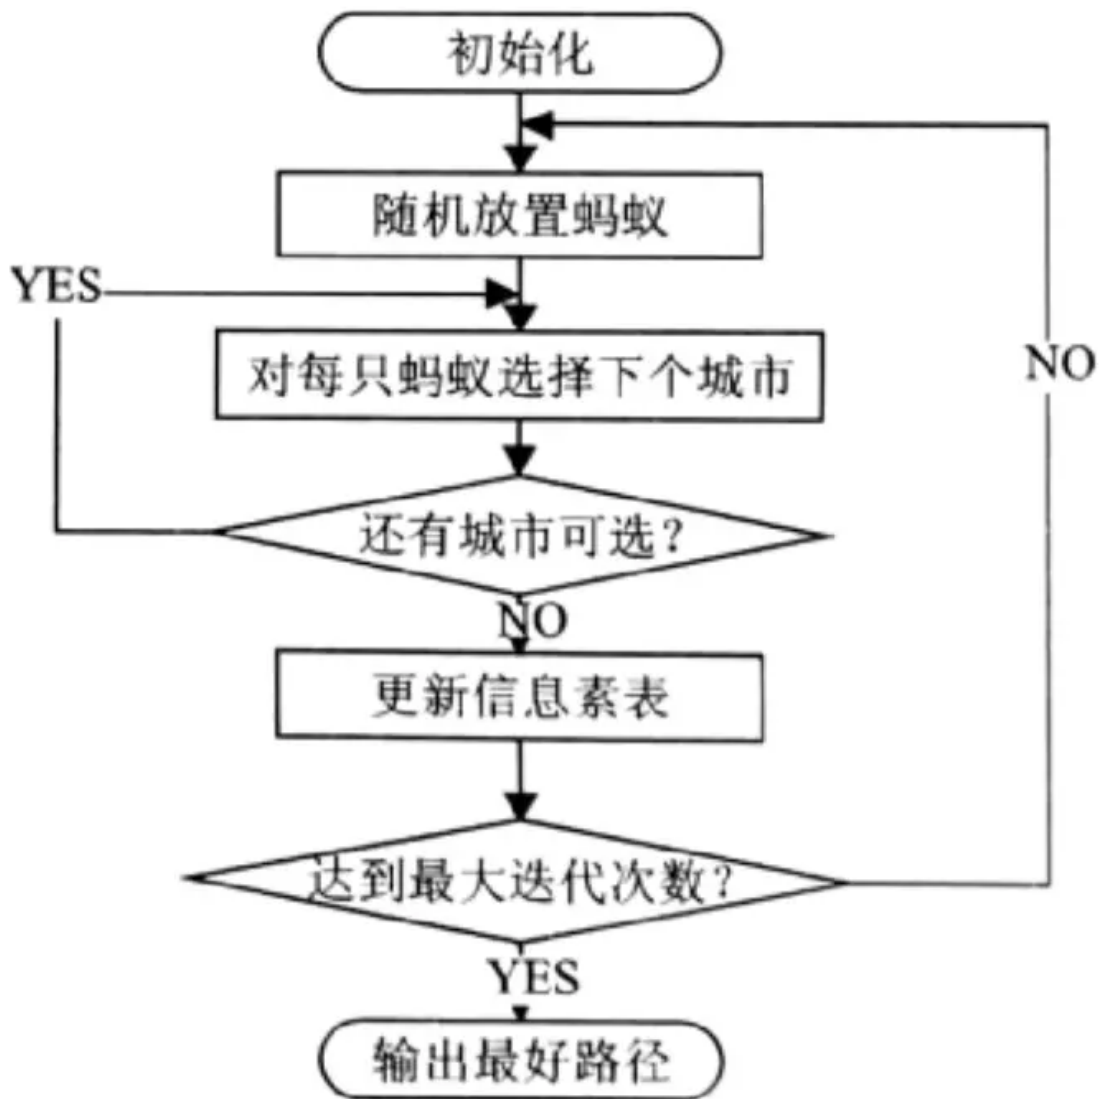 初始化
随机放置蚂蚁
YES
对每只蚂蚁选择下个城市
NO
还有城市可选?
NO
更新信息素表
达到最大迭代次数?
YES
输出最好路径